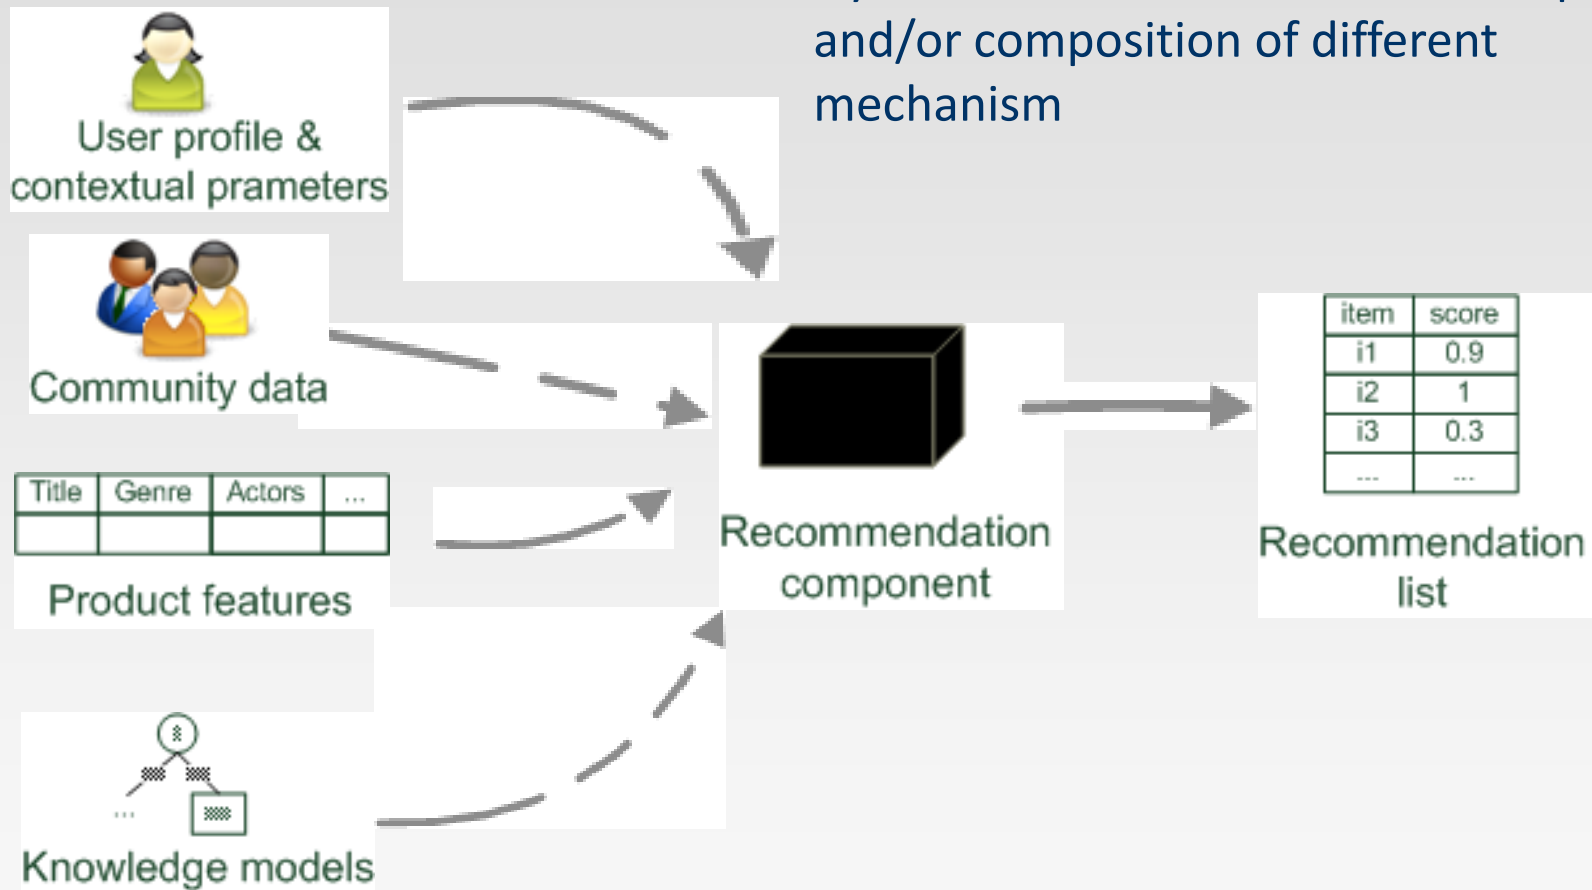 and/or composition of different
mechanism
User profile &
contextual prameters
Community data
Title Genre Actors ...
Product features
...
Knowledge models
Recommendation
component
item score
i1 0.9
i2 1
i3 0.3
... ...
Recommendation
list